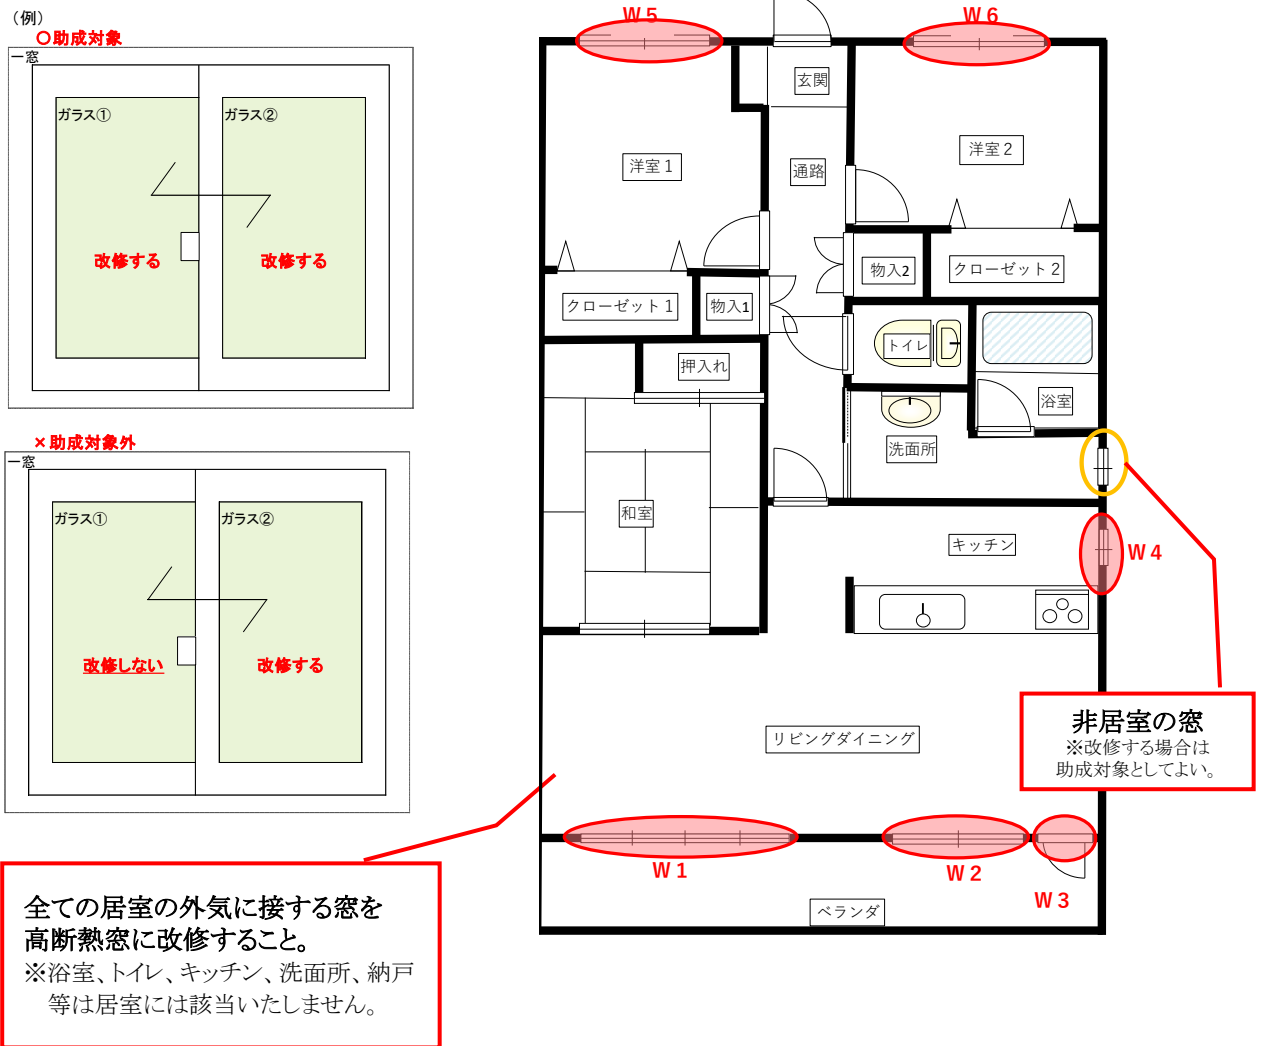 （例）
○助成対象
一窓
ガラス①
ガラス②
改修する
改修する
×助成対象外
一窓
ガラス①
ガラス②
改修しない
改修する
全ての居室の外気に接する窓を
高断熱窓に改修すること。
※浴室、トイレ、キッチン、洗面所、納戸
等は居室には該当いたしません。
W5
W6
玄関
洋室1
通路
洋室2
物入2
クローゼット2
クローゼット1
物入1
トイレ
押入れ
浴室
洗面所
和室
キッチン
W4
非居室の窓
※改修する場合は
助成対象としてよい。
リビングダイニング
W1
W2
W3
ベランダ